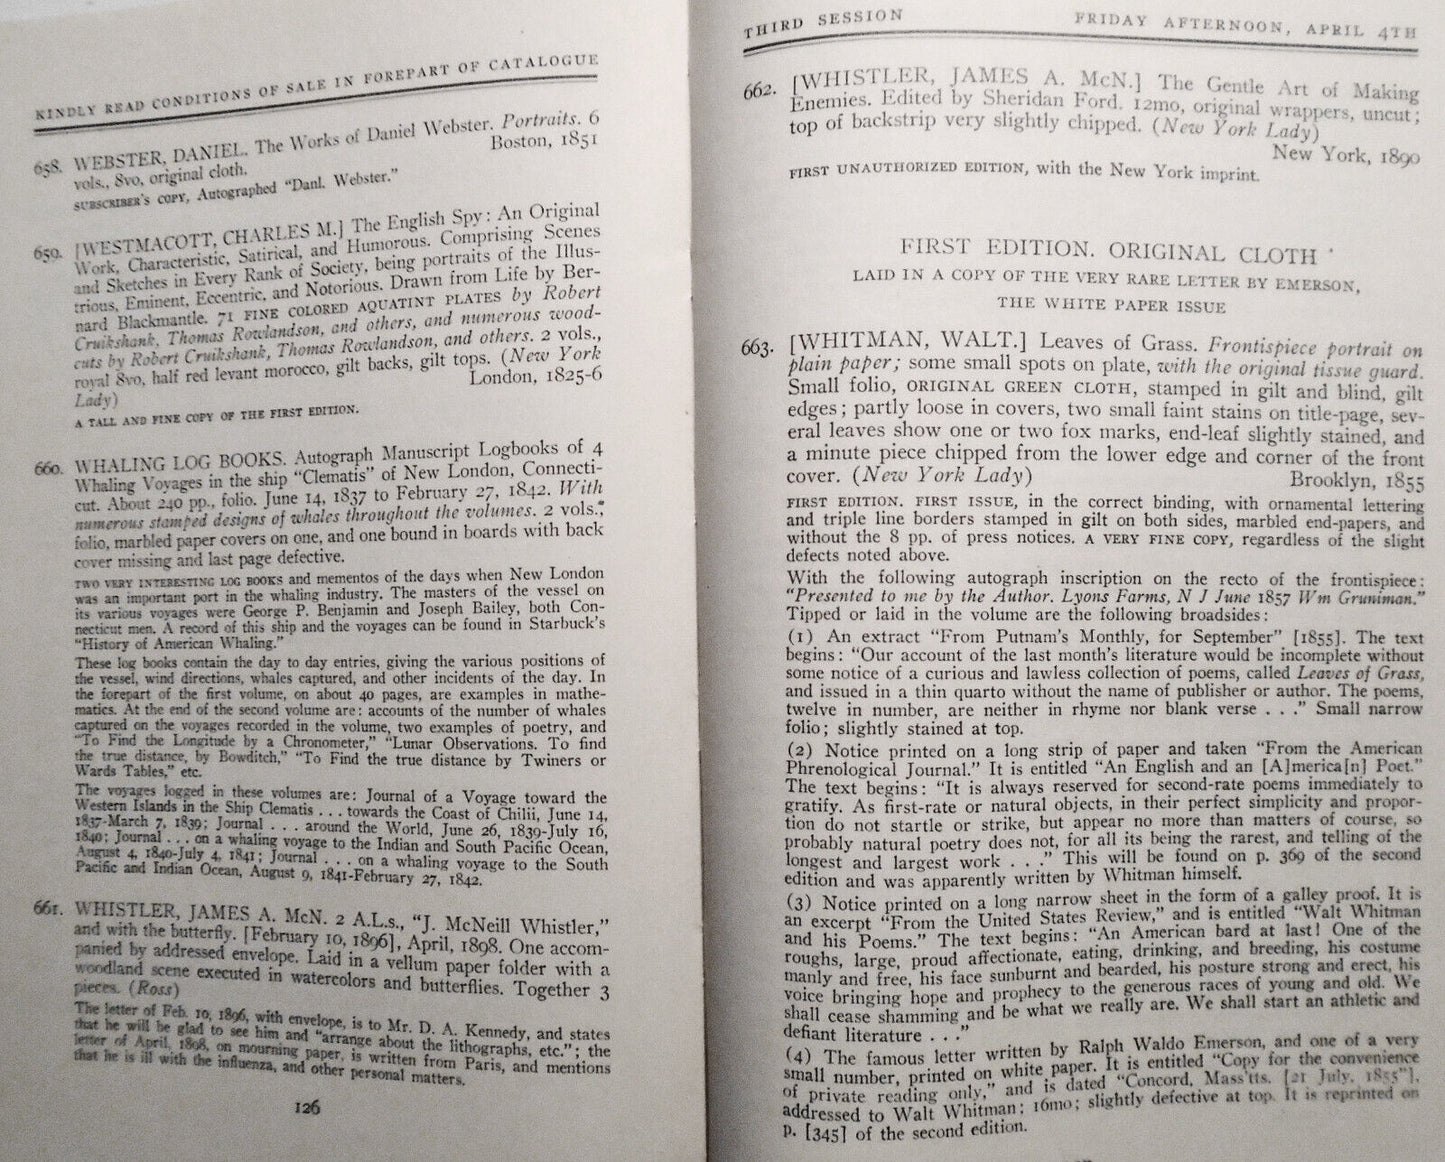 KINDLY READ CONDITIONS OF SALE IN FOREPART OF CATALOGUE
658. WEBSTER, DANIEL. The Works of Daniel Webster. Portraits. 6
vols., 8vo, original cloth. Boston, 1851
SUBSCRIBER'S COPY, Autographed "Danl. Webster."
659. [WESTMACOTT, CHARLES M.] The English Spy: An Original
Work, Characteristic, Satirical, and Humorous. Comprising Scenes
and Sketches in Every Rank of Society, being portraits of the Illus-
trious, Eminent, Eccentric, and Notorious. Drawn from Life by Ber-
nard Blackmantle. 71 FINE COLORED AQUATINT PLATES by Robert
Cruikshank, Thomas Rowlandson, and others, and numerous wood-
cuts by Robert Cruikshank, Thomas Rowlandson, and others. 2 vols.,
royal 8vo, half red levant morocco, gilt backs, gilt tops. (New York
Lady) London, 1825-6
A TALL AND FINE COPY OF THE FIRST EDITION.
660. WHALING LOG BOOKS. Autograph Manuscript Logbooks of 4
Whaling Voyages in the ship "Clematis" of New London, Connecti-
cut. About 240 pp., folio. June 14, 1837 to February 27, 1842. With
numerous stamped designs of whales throughout the volumes. 2 vols.,
folio, marbled paper covers on one, and one bound in boards with back
cover missing and last page defective.
TWO VERY INTERESTING LOG BOOKS and mementos of the days when New London
was an important port in the whaling industry. The masters of the vessel on
its various voyages were George P. Benjamin and Joseph Bailey, both Con-
necticut men. A record of this ship and the voyages can be found in Starbuck's
"History of American Whaling."
These log books contain the day to day entries, giving the various positions of
the vessel, wind directions, whales captured, and other incidents of the day. In
the forepart of the first volume, on about 40 pages, are examples in mathe-
matics. At the end of the second volume are: accounts of the number of whales
captured on the voyages recorded in the volume, two examples of poetry, and
"To Find the Longitude by a Chronometer," "Lunar Observations. To find
the true distance, by Bowditch," "To Find the true distance by Twiners or
Wards Tables," etc.
The voyages logged in these volumes are: Journal of a Voyage toward the
Western Islands in the Ship Clematis . . . towards the Coast of Chilii, June 14,
1837-March 7, 1839; Journal . . . around the World, June 26, 1839-July 16,
1840; Journal . . . on a whaling voyage to the Indian and South Pacific Ocean,
August 4, 1840-July 4, 1841; Journal . . . on a whaling voyage to the South
Pacific and Indian Ocean, August 9, 1841-February 27, 1842.
661. WHISTLER, JAMES A. McN. 2 A.L.s., "J. McNeill Whistler,"
and with the butterfly. [February 10, 1896], April, 1898. One accom-
panied by addressed envelope. Laid in a vellum paper folder with a
woodland scene executed in watercolors and butterflies. Together 3
pieces. (Ross)
The letter of Feb. 10, 1896, with envelope, is to Mr. D. A. Kennedy, and states
that he will be glad to see him and "arrange about the lithographs, etc."; the
letter of April, 1898, on mourning paper, is written from Paris, and mentions
that he is ill with the influenza, and other personal matters.
126
THIRD SESSION FRIDAY AFTERNOON, APRIL 4TH
662. [WHISTLER, JAMES A. McN.] The Gentle Art of Making
Enemies. Edited by Sheridan Ford. 12mo, original wrappers, uncut;
top of backstrip very slightly chipped. (New York Lady)
New York, 1890
FIRST UNAUTHORIZED EDITION, with the New York imprint.
FIRST EDITION. ORIGINAL CLOTH
LAID IN A COPY OF THE VERY RARE LETTER BY EMERSON,
THE WHITE PAPER ISSUE
663. [WHITMAN, WALT.] Leaves of Grass. Frontispiece portrait on
plain paper; some small spots on plate, with the original tissue guard.
Small folio, ORIGINAL GREEN CLOTH, stamped in gilt and blind, gilt
edges; partly loose in covers, two small faint stains on title-page, sev-
eral leaves show one or two fox marks, end-leaf slightly stained, and
a minute piece chipped from the lower edge and corner of the front
cover. (New York Lady) Brooklyn, 1855
FIRST EDITION. FIRST ISSUE, in the correct binding, with ornamental lettering
and triple line borders stamped in gilt on both sides, marbled end-papers, and
without the 8 pp. of press notices. A VERY FINE COPY, regardless of the slight
defects noted above.
With the following autograph inscription on the recto of the frontispiece:
"Presented to me by the Author. Lyons Farms, N J June 1857 Wm Gruniman."
Tipped or laid in the volume are the following broadsides:
(1) An extract "From Putnam's Monthly, for September" [1855]. The text
begins: "Our account of the last month's literature would be incomplete without
some notice of a curious and lawless collection of poems, called Leaves of Grass,
and issued in a thin quarto without the name of publisher or author. The poems,
twelve in number, are neither in rhyme nor blank verse . . ." Small narrow
folio; slightly stained at top.
(2) Notice printed on a long strip of paper and taken "From the American
Phrenological Journal." It is entitled "An English and an [A]merica[n] Poet."
The text begins: "It is always reserved for second-rate poems immediately to
gratify. As first-rate or natural objects, in their perfect simplicity and propor-
tion do not startle or strike, but appear no more than matters of course, so
probably natural poetry does not, for all its being the rarest, and telling of the
longest and largest work . . ." This will be found on p. 369 of the second
edition and was apparently written by Whitman himself.
(3) Notice printed on a long narrow sheet in the form of a galley proof. It is
an excerpt "From the United States Review," and is entitled "Walt Whitman
and his Poems." The text begins: "An American bard at last! One of the
roughs, large, proud affectionate, eating, drinking, and breeding, his costume
manly and free, his face sunburnt and bearded, his posture strong and erect, his
voice bringing hope and prophecy to the generous races of young and old. We
shall cease shamming and be what we really are. We shall start an athletic and
defiant literature . . ."
(4) The famous letter written by Ralph Waldo Emerson, and one of a very
small number, printed on white paper. It is entitled "Copy for the convenience
of private reading only," and is dated "Concord, Mass'tts. [21 July, 1855"],
addressed to Walt Whitman; 16mo; slightly defective at top. It is reprinted on
p. [345] of the second edition.